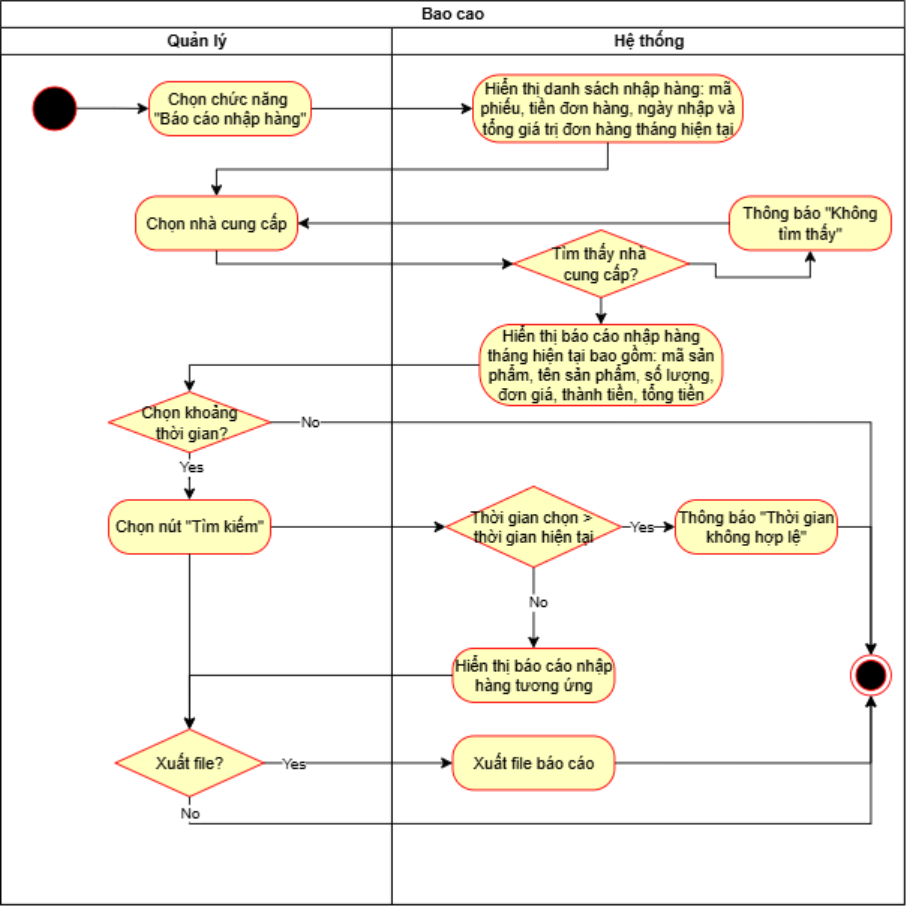 Bao cao
Quản lý
Hệ thống
Chọn chức năng
"Báo cáo nhập hàng"
Hiển thị danh sách nhập hàng: mã
phiếu, tiền đơn hàng, ngày nhập và
tổng giá trị đơn hàng tháng hiện tại
Chọn nhà cung cấp
Thông báo "Không
tìm thấy"
Tìm thấy nhà
cung cấp?
Hiển thị báo cáo nhập hàng
tháng hiện tại bao gồm: mã sản
phẩm, tên sản phẩm, số lượng,
đơn giá, thành tiền, tổng tiền
Chọn khoảng
thời gian?
No
Yes
Chọn nút "Tìm kiếm"
Thời gian chọn >
thời gian hiện tại
Yes
Thông báo "Thời gian
không hợp lệ"
No
Hiển thị báo cáo nhập
hàng tương ứng
Xuất file?
Yes
Xuất file báo cáo
No